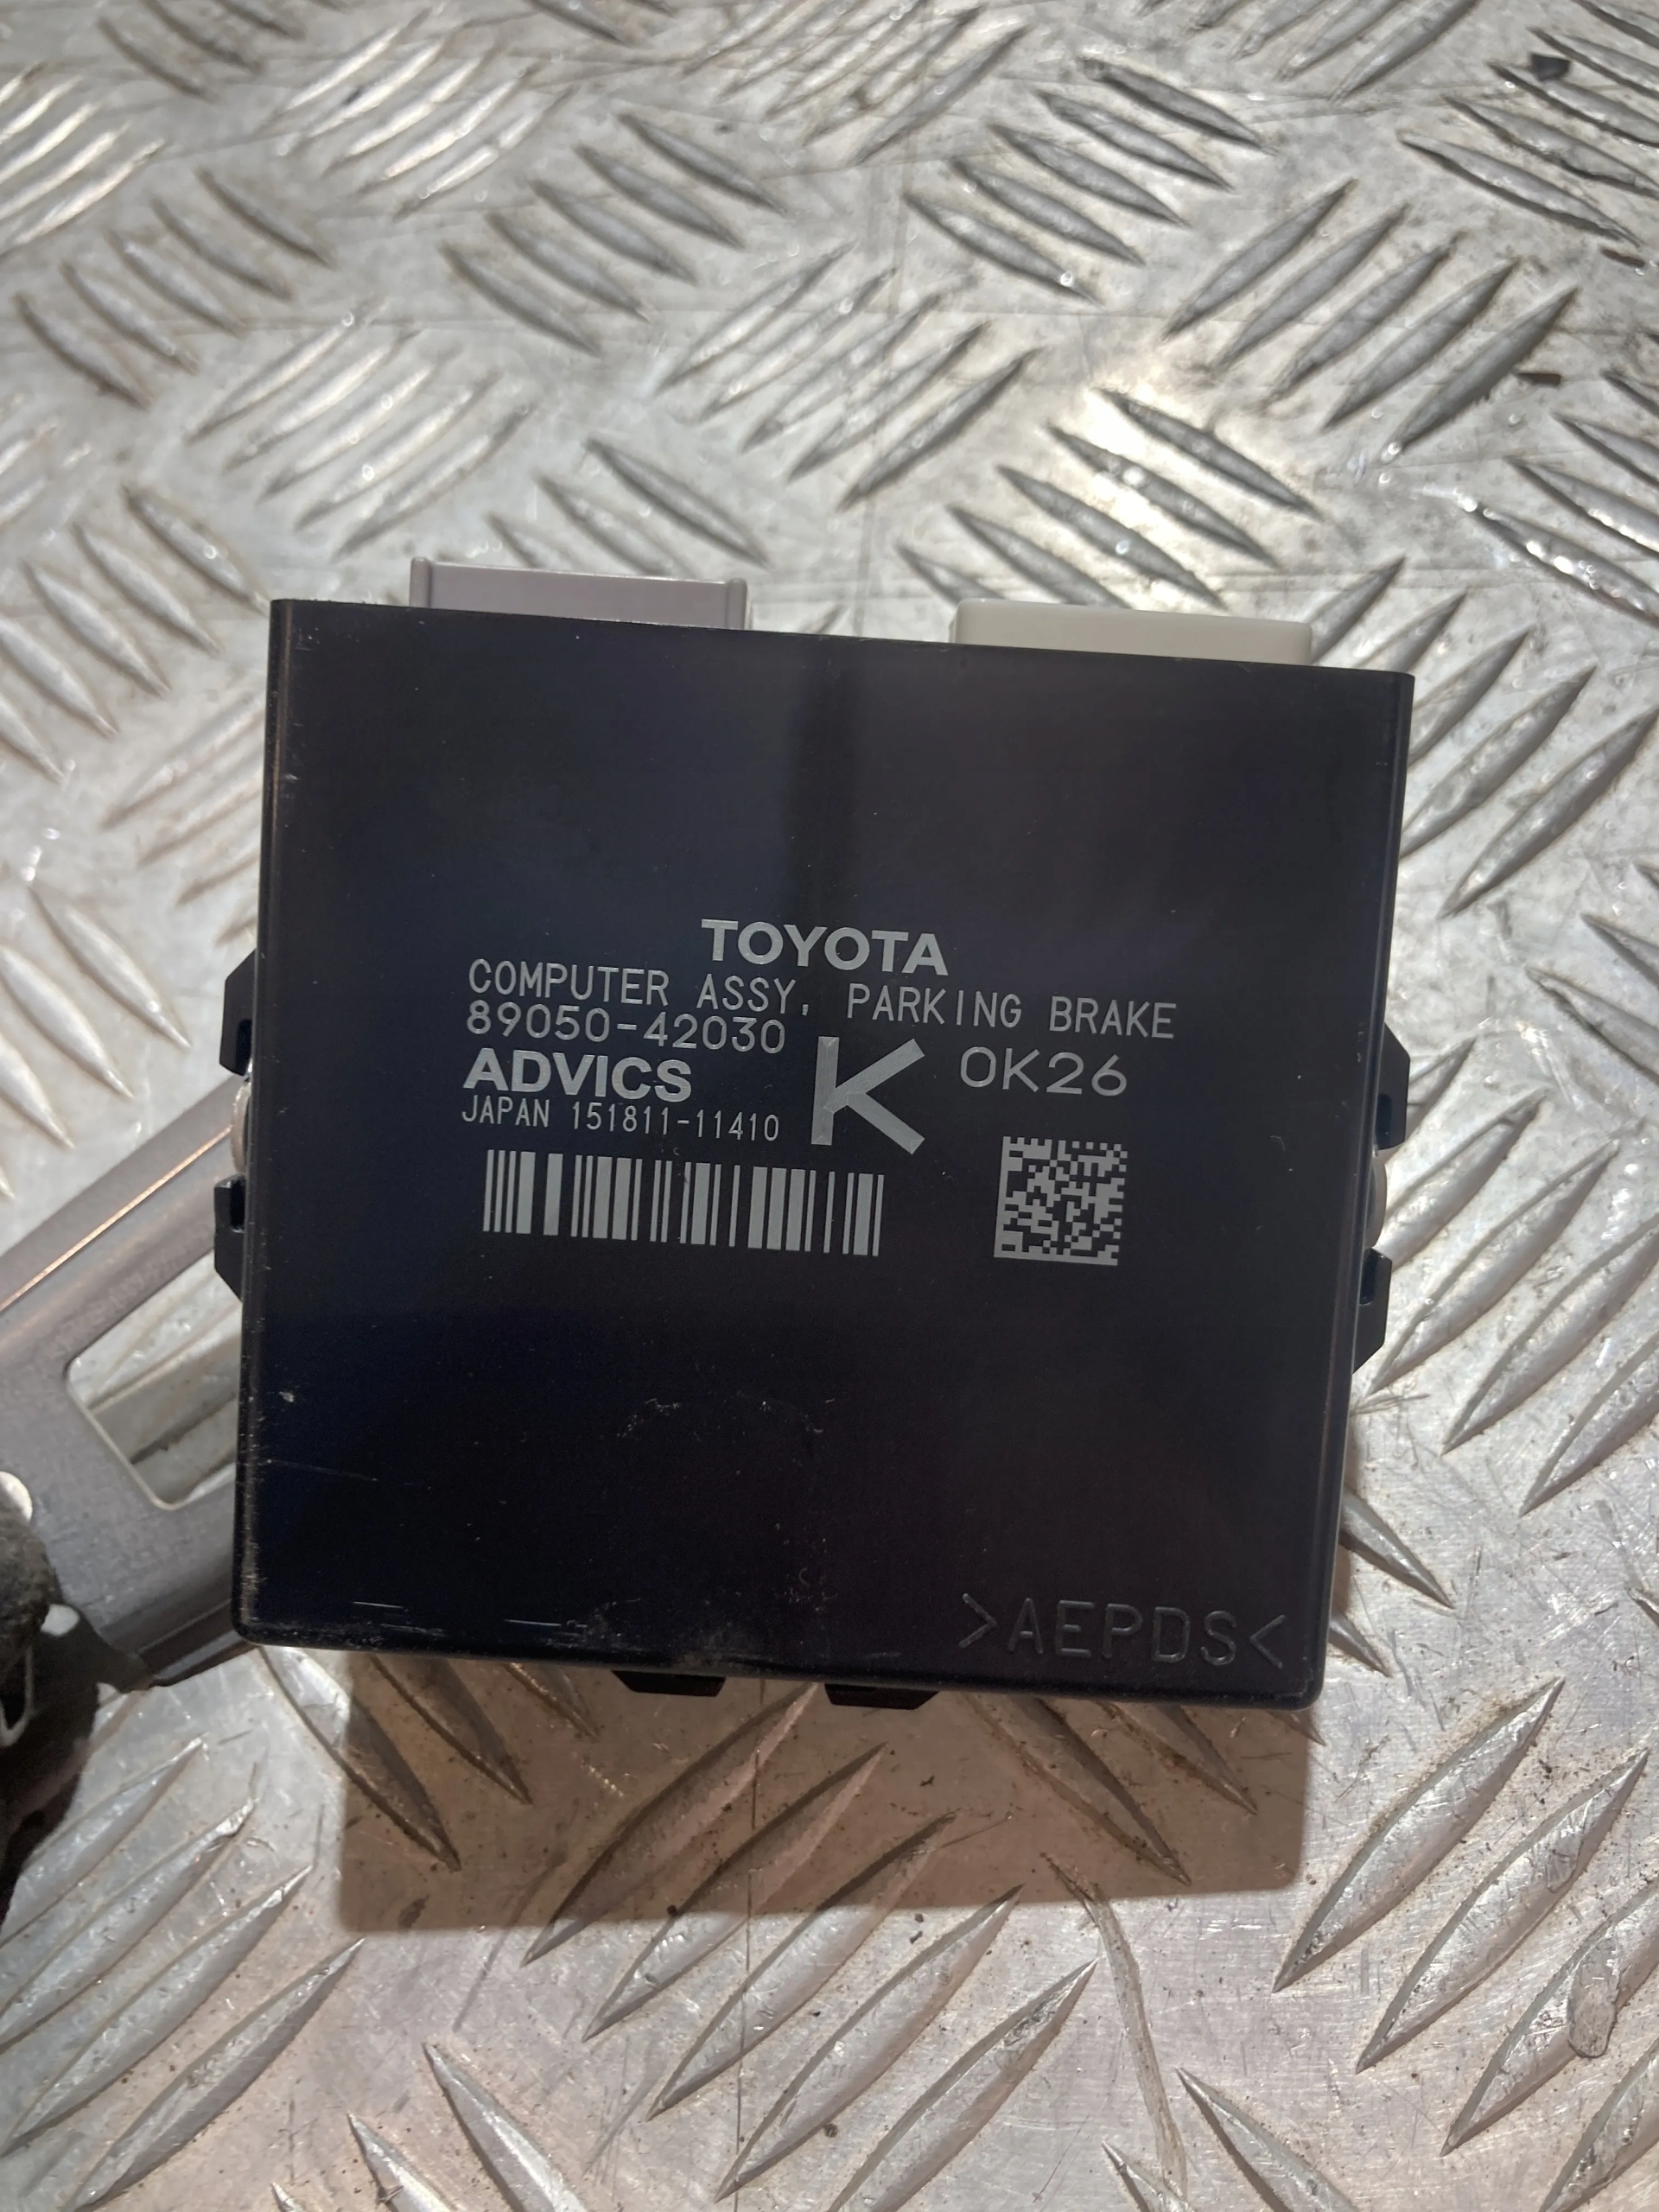 TOYOTA
COMPUTER ASSY, PARKING BRAKE
89050-42030
ADVICS K 0K26
JAPAN 151811-11410
>AEPDS<